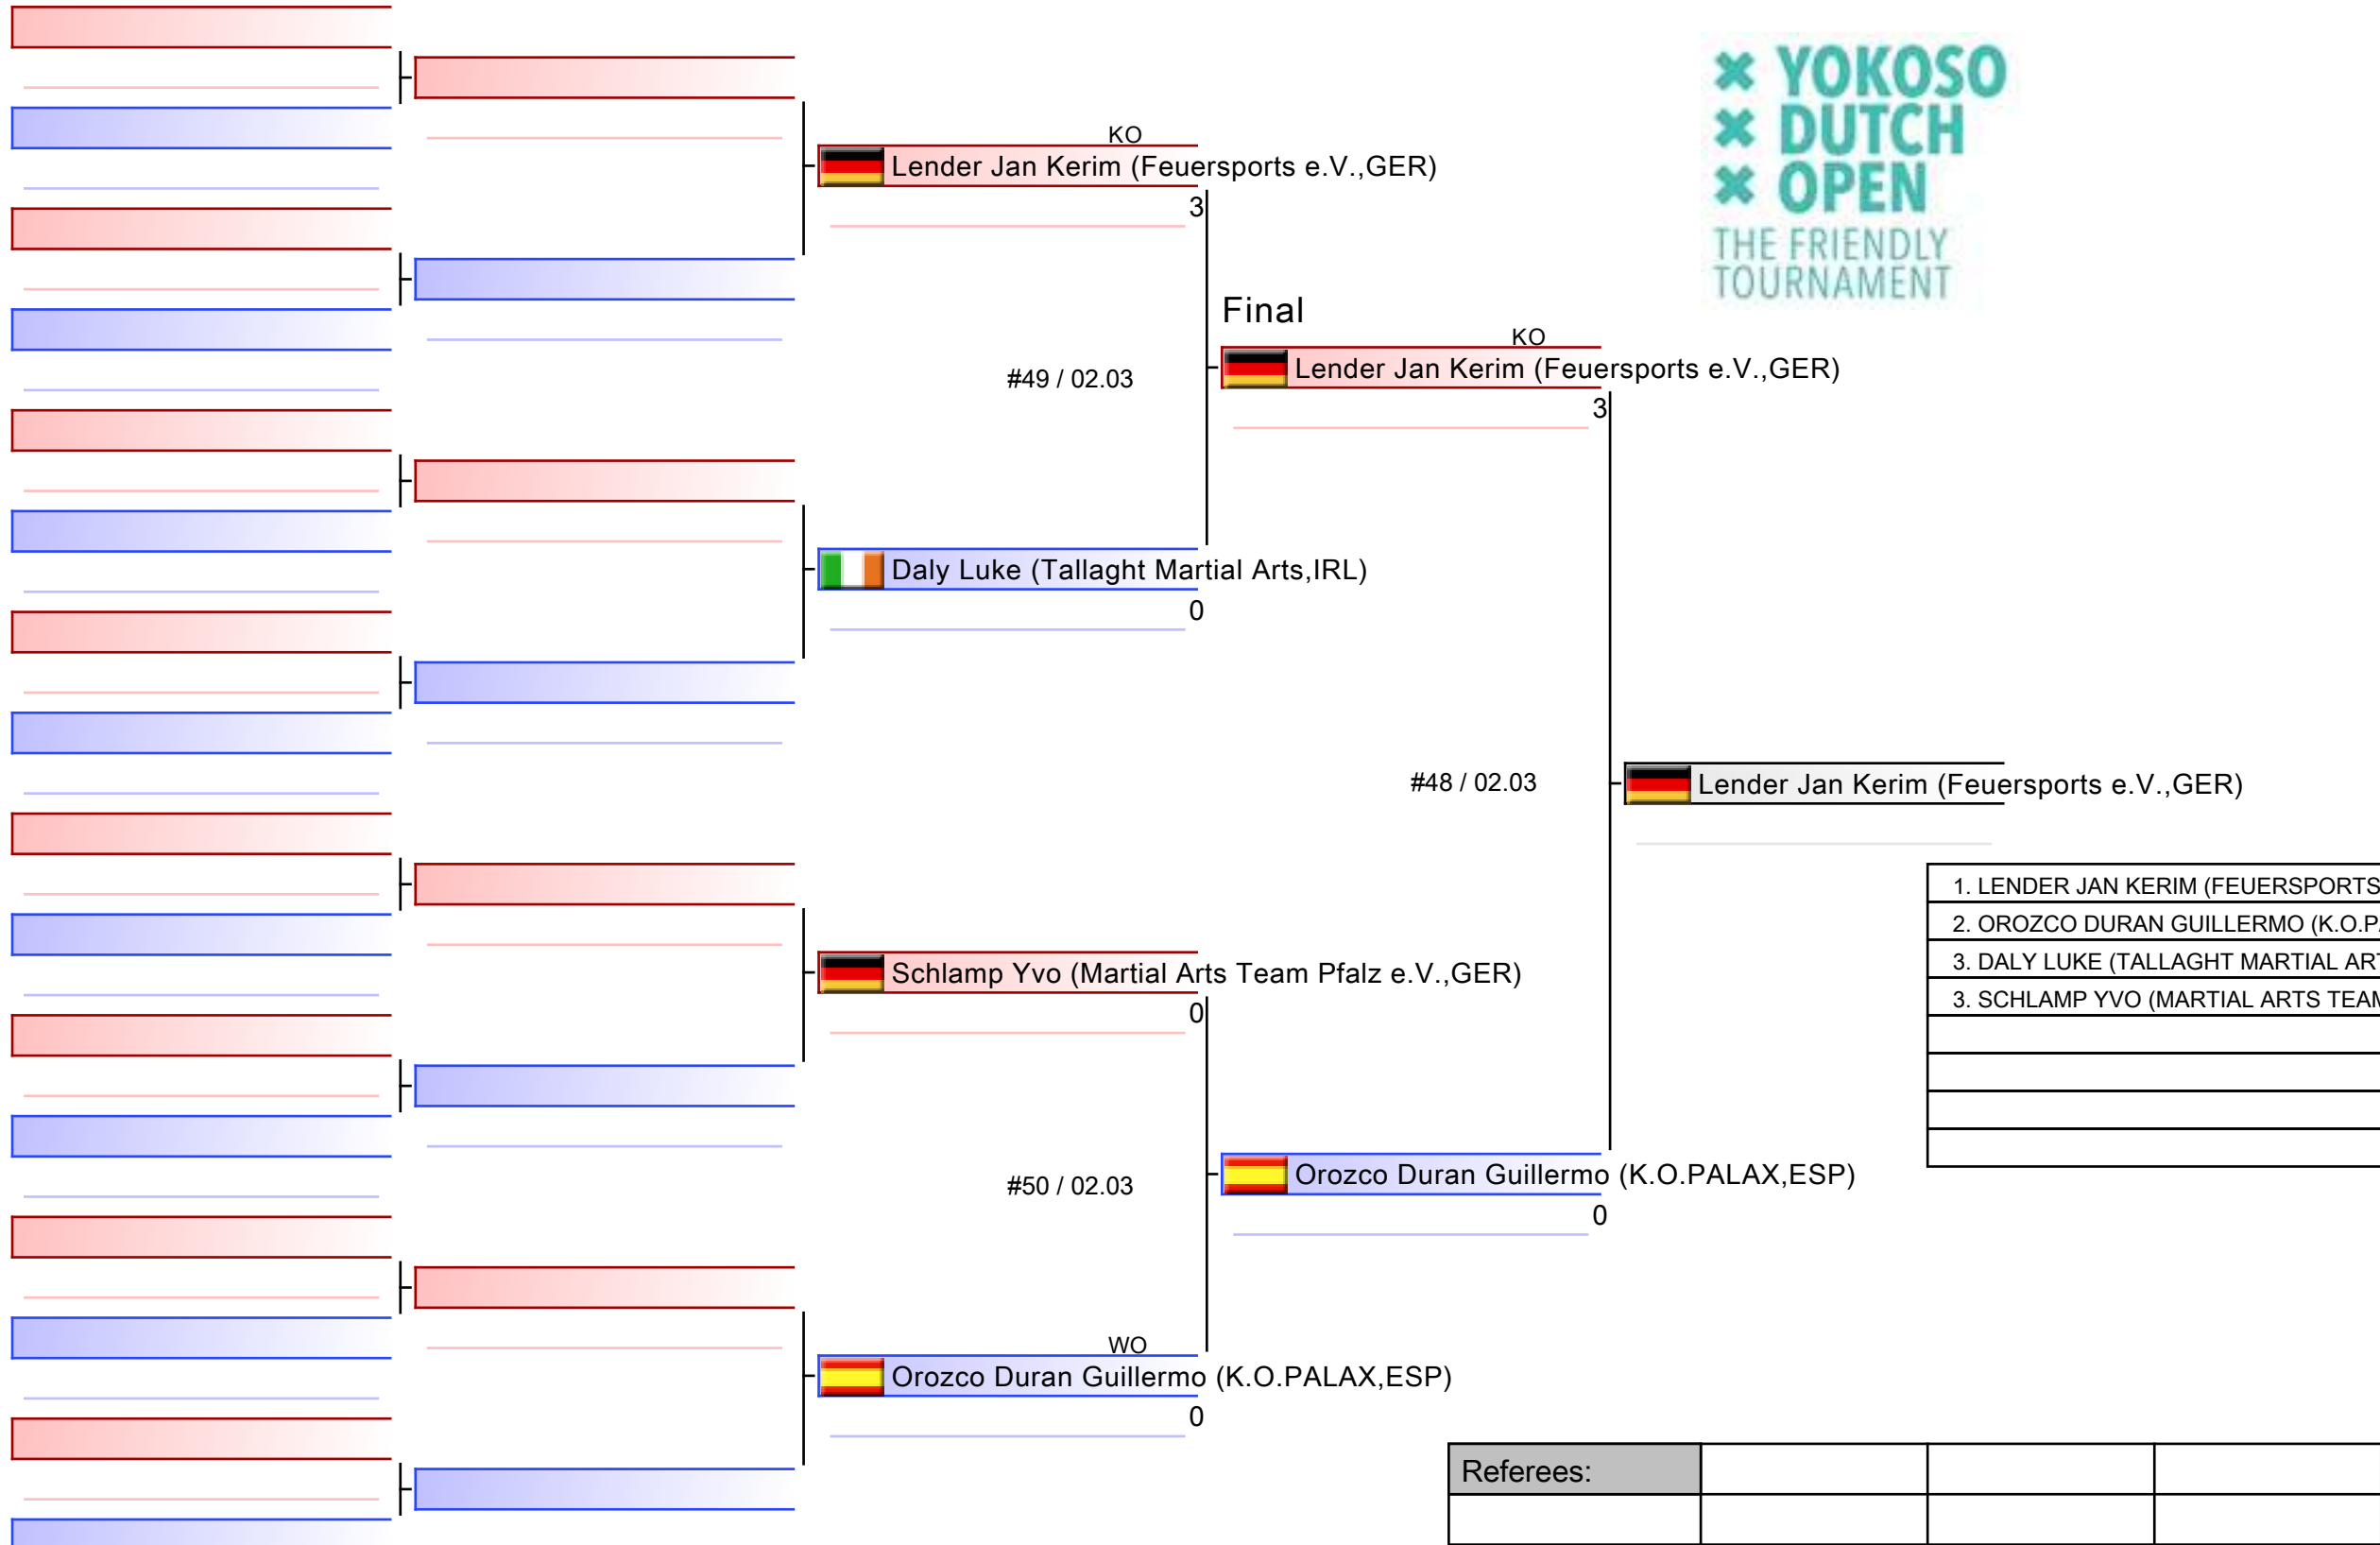 YOKOSO
DUTCH
OPEN
THE FRIENDLY
TOURNAMENT
KO
Lender Jan Kerim (Feuersports e.V.,GER)
3
Final
KO
Lender Jan Kerim (Feuersports e.V.,GER)
3
#49 / 02.03
Daly Luke (Tallaght Martial Arts,IRL)
0
#48 / 02.03
Lender Jan Kerim (Feuersports e.V.,GER)
1. LENDER JAN KERIM (FEUERSPORTS
2. OROZCO DURAN GUILLERMO (K.O.PA
3. DALY LUKE (TALLAGHT MARTIAL ART
3. SCHLAMP YVO (MARTIAL ARTS TEAM
Schlamp Yvo (Martial Arts Team Pfalz e.V.,GER)
0
#50 / 02.03
Orozco Duran Guillermo (K.O.PALAX,ESP)
0
WO
Orozco Duran Guillermo (K.O.PALAX,ESP)
0
Referees: